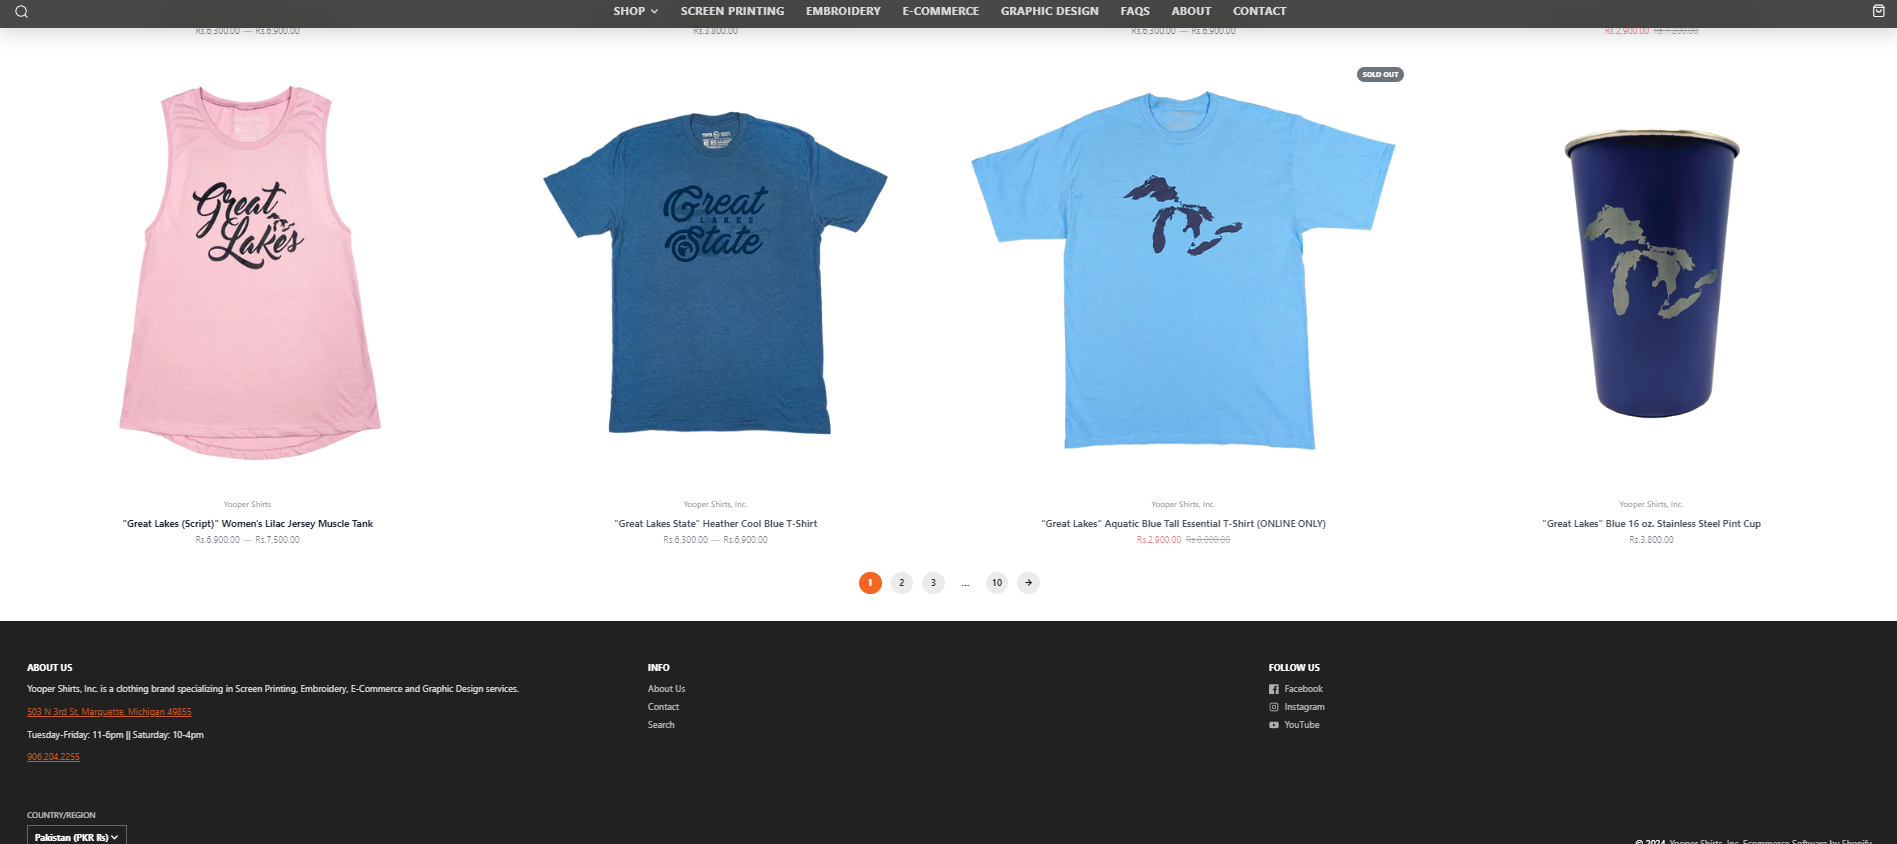 SHOP SCREEN PRINTING EMBROIDERY E-COMMERCE GRAPHIC DESIGN FAQS ABOUT CONTACT
Rs.6,300.00 — Rs.6,900.00
Rs.3,800.00
Rs.6,300.00 — Rs.6,900.00
Rs.2,900.00 Rs.7,200.00
SOLD OUT
Great
Lakes
Great
LAKES
State
Yooper Shirts
"Great Lakes (Script)" Women's Lilac Jersey Muscle Tank
Rs.6,900.00 — Rs.7,500.00
Yooper Shirts, Inc.
"Great Lakes State" Heather Cool Blue T-Shirt
Rs.6,300.00 — Rs.6,900.00
Yooper Shirts, Inc.
"Great Lakes" Aquatic Blue Tall Essential T-Shirt (ONLINE ONLY)
Rs.2,900.00 Rs.8,000.00
Yooper Shirts, Inc.
"Great Lakes" Blue 16 oz. Stainless Steel Pint Cup
Rs.3,800.00
1 2 3 ... 10 →
ABOUT US
Yooper Shirts, Inc. is a clothing brand specializing in Screen Printing, Embroidery, E-Commerce and Graphic Design services.
503 N 3rd St, Marquette, Michigan 49855
Tuesday-Friday: 11-6pm || Saturday: 10-4pm
906.204.2255
INFO
About Us
Contact
Search
FOLLOW US
Facebook
Instagram
YouTube
COUNTRY/REGION
Pakistan (PKR ₨)
© 2024, Yooper Shirts, Inc. Ecommerce Software by Shopify